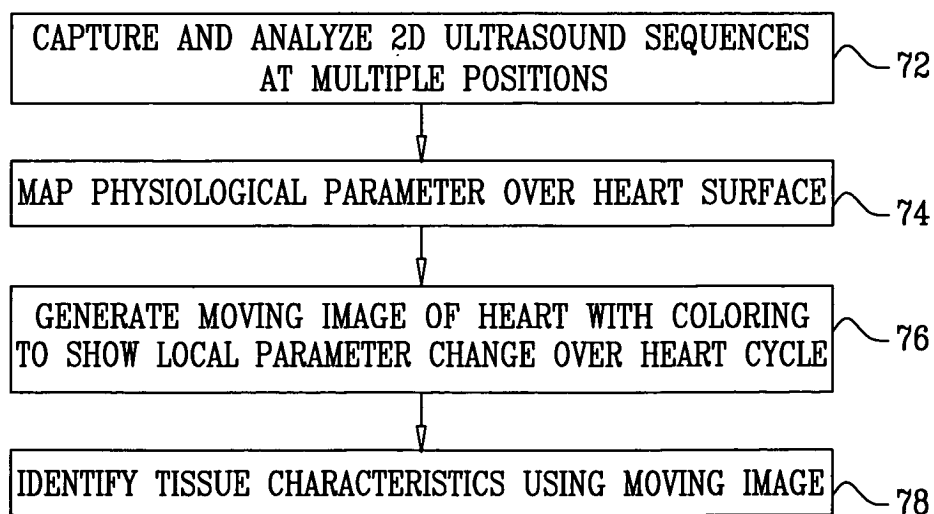 CAPTURE AND ANALYZE 2D ULTRASOUND SEQUENCES
AT MULTIPLE POSITIONS
72
MAP PHYSIOLOGICAL PARAMETER OVER HEART SURFACE
74
GENERATE MOVING IMAGE OF HEART WITH COLORING
TO SHOW LOCAL PARAMETER CHANGE OVER HEART CYCLE
76
IDENTIFY TISSUE CHARACTERISTICS USING MOVING IMAGE
78